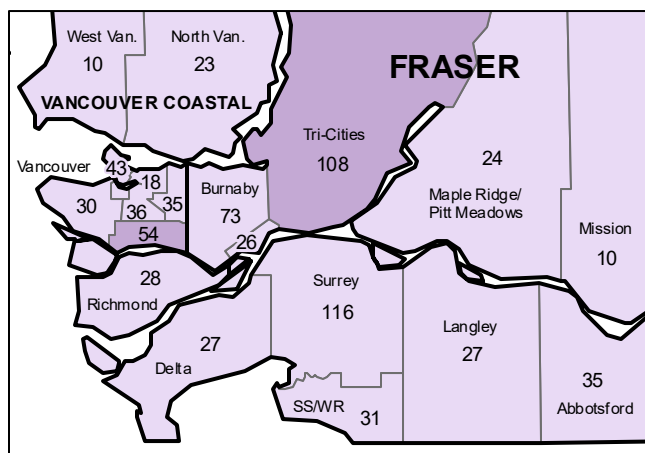 West Van.
10
North Van.
23
VANCOUVER COASTAL
FRASER
Tri-Cities
108
24
Maple Ridge/
Pitt Meadows
Mission
10
Vancouver
43
18
30
36
35
54
Burnaby
73
26
28
Richmond
Surrey
116
Langley
27
27
Delta
SS/WR
31
35
Abbotsford